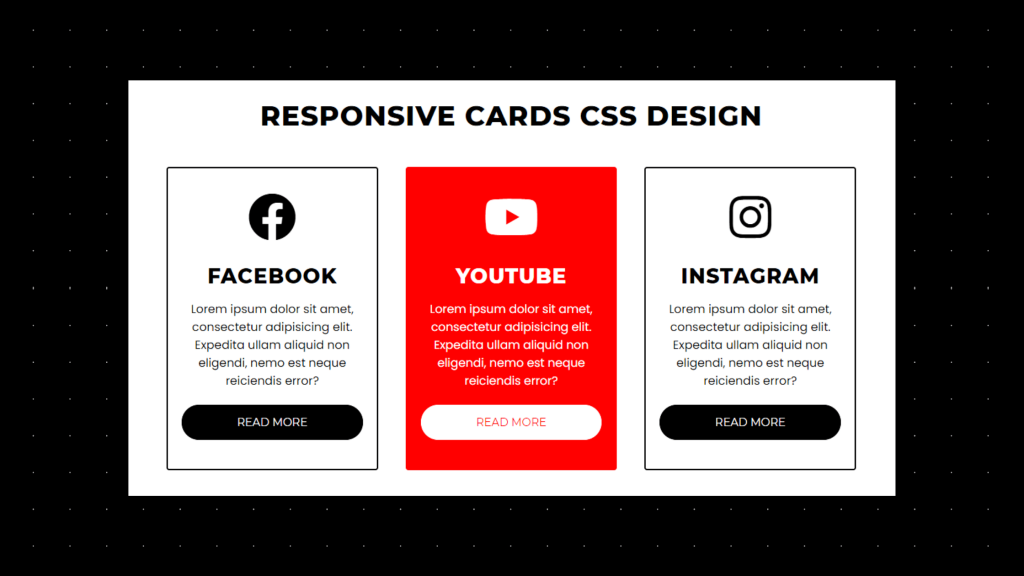 RESPONSIVE CARDS CSS DESIGN
FACEBOOK
Lorem ipsum dolor sit amet,
consectetur adipisicing elit.
Expedita ullam aliquid non
eligendi, nemo est neque
reiciendis error?
READ MORE
YOUTUBE
Lorem ipsum dolor sit amet,
consectetur adipisicing elit.
Expedita ullam aliquid non
eligendi, nemo est neque
reiciendis error?
READ MORE
INSTAGRAM
Lorem ipsum dolor sit amet,
consectetur adipisicing elit.
Expedita ullam aliquid non
eligendi, nemo est neque
reiciendis error?
READ MORE